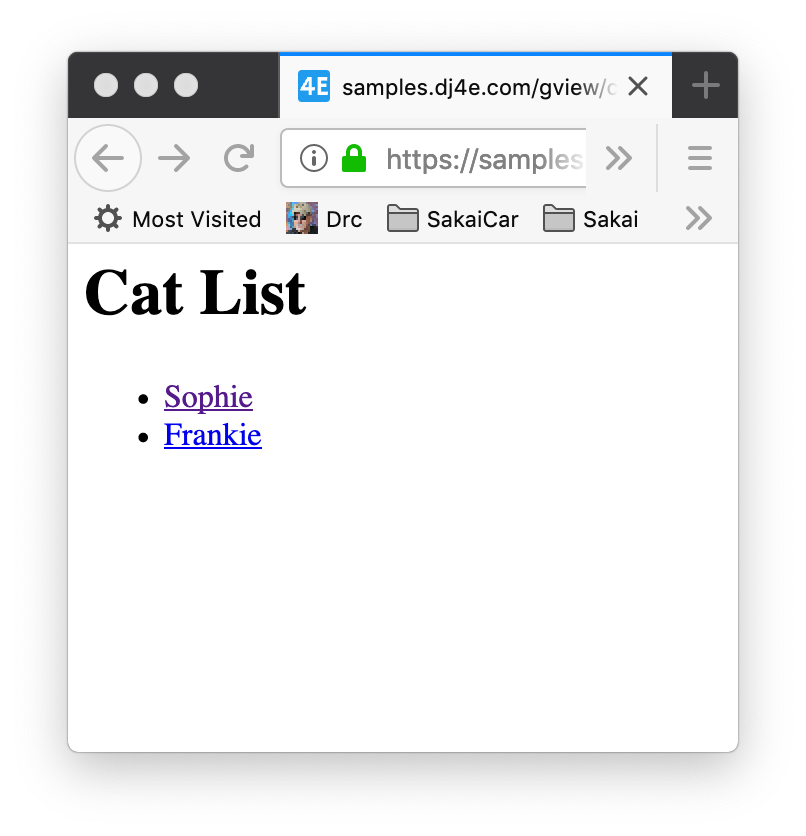 4E samples.dj4e.com/gview/c
https://samples
Most Visited Drc SakaiCar Sakai
Cat List
Sophie
Frankie